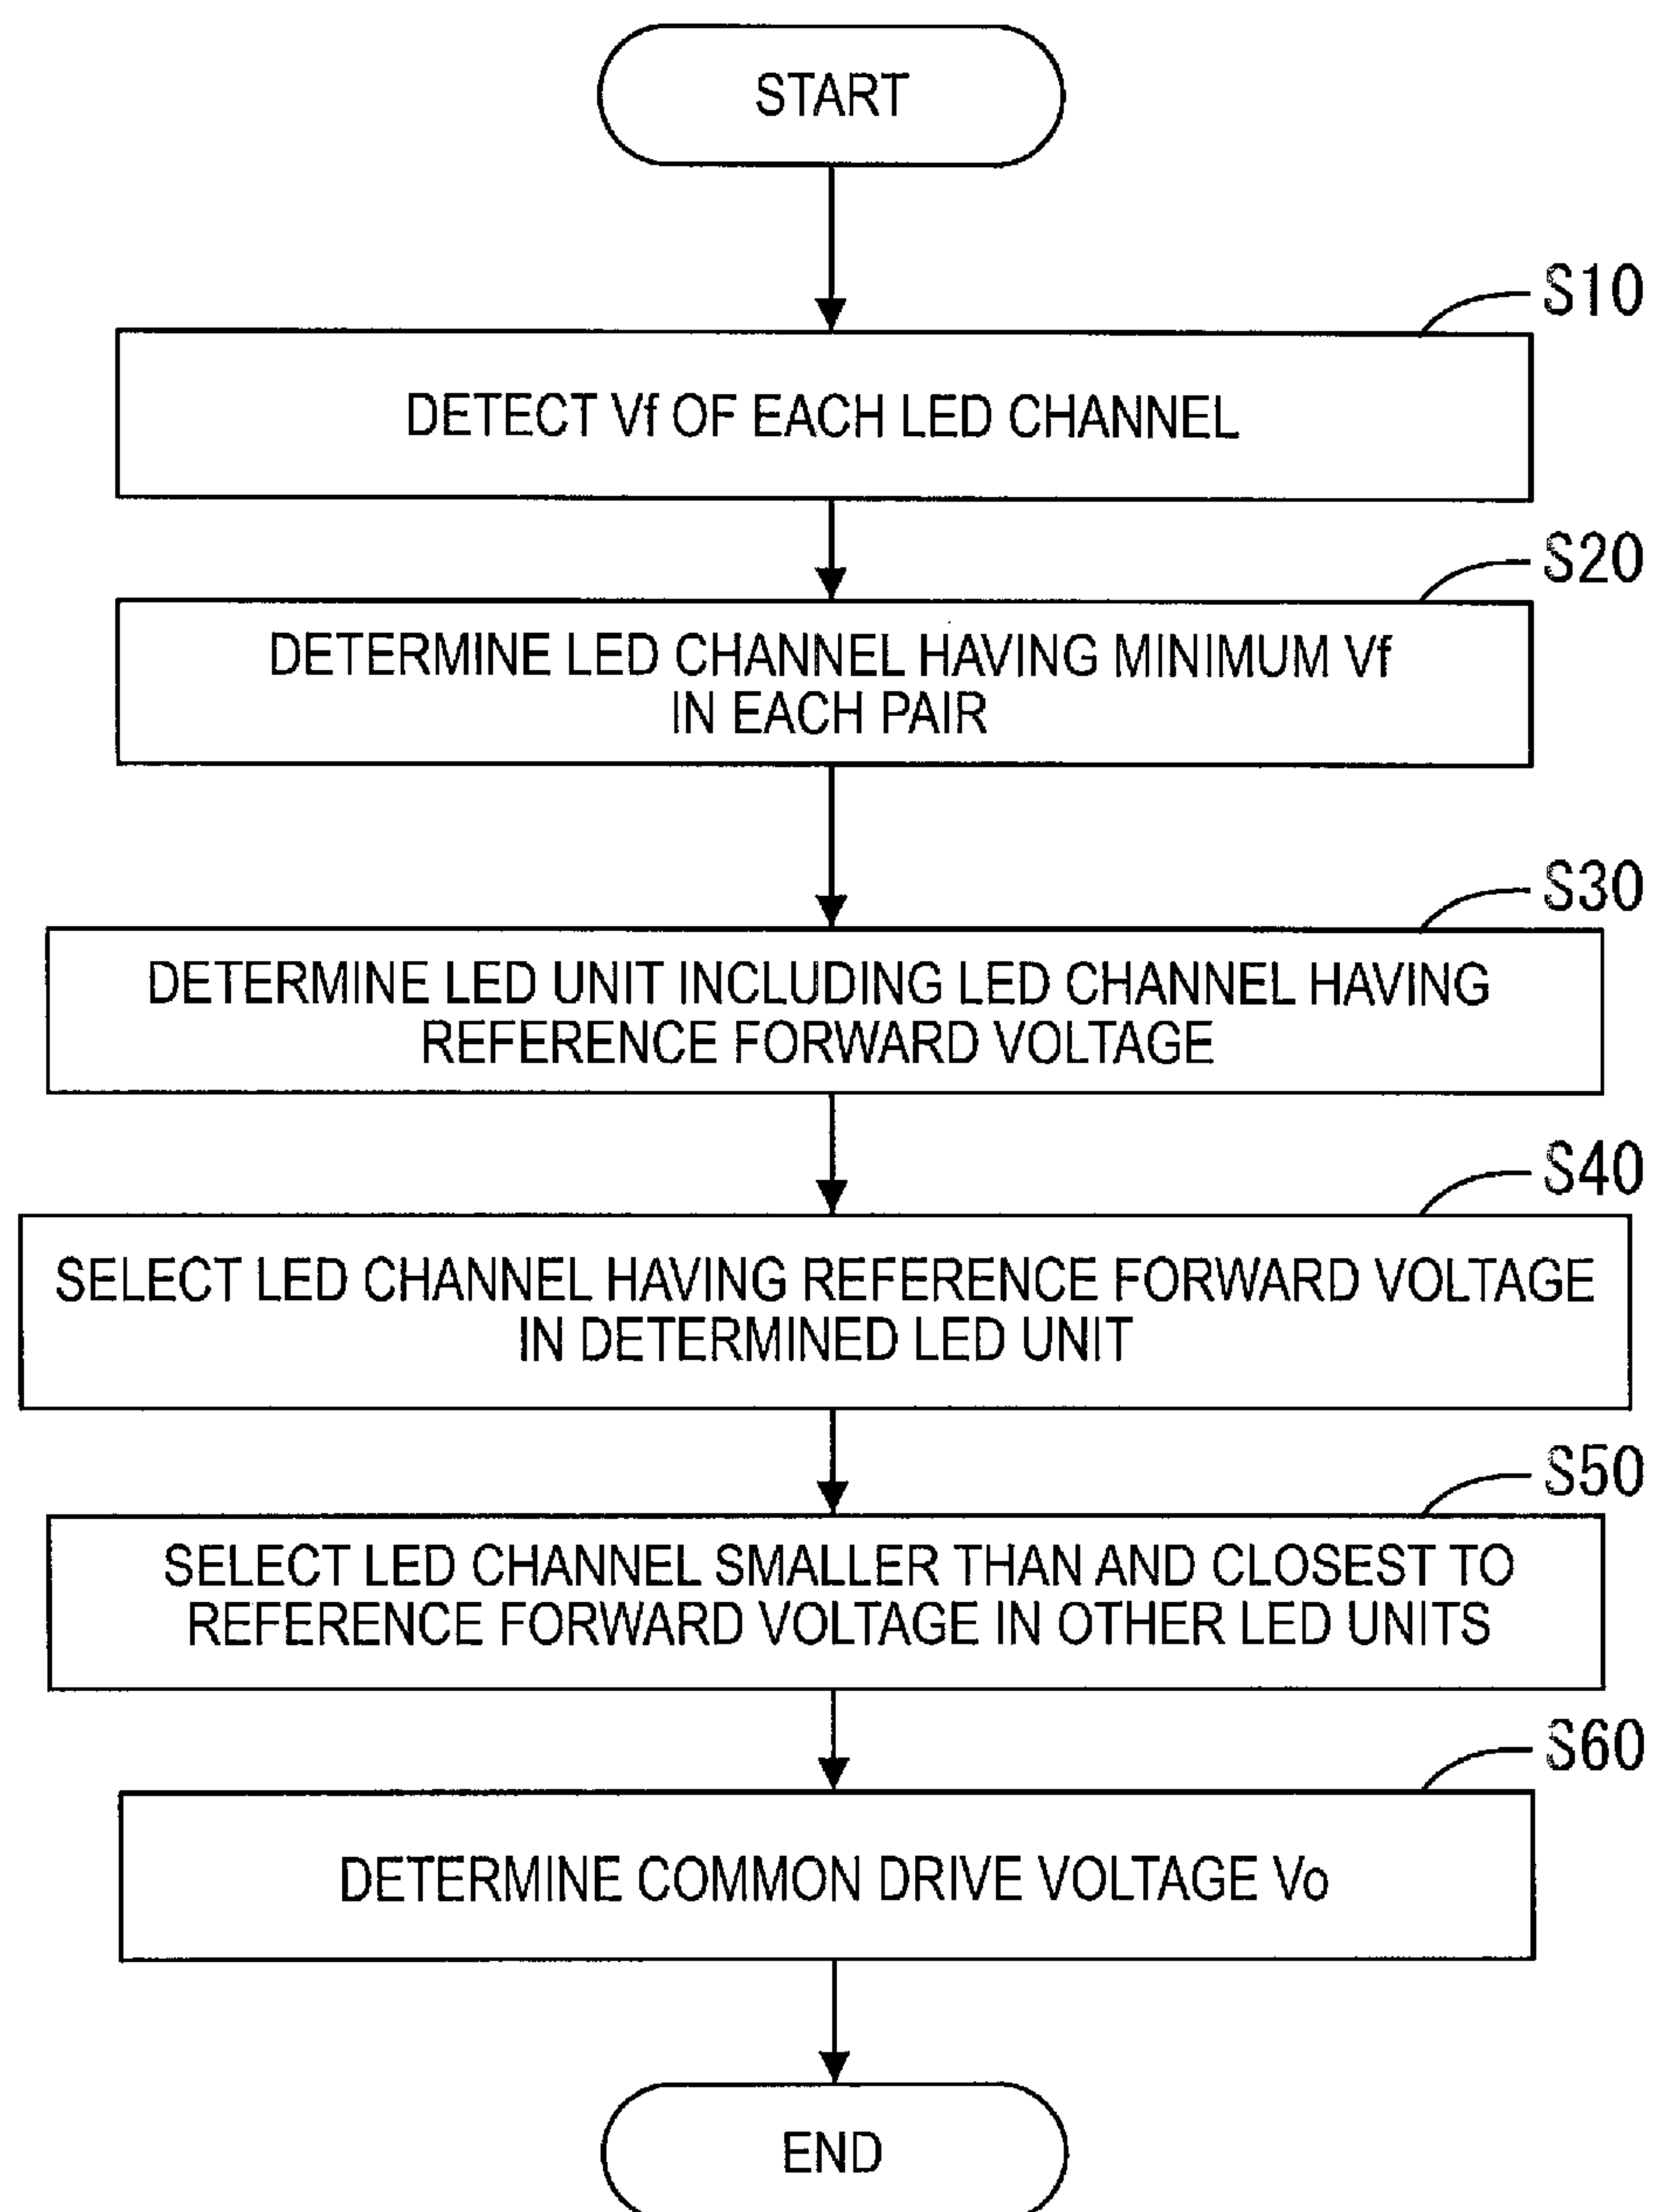 START
S10
DETECT Vf OF EACH LED CHANNEL
S20
DETERMINE LED CHANNEL HAVING MINIMUM Vf
IN EACH PAIR
S30
DETERMINE LED UNIT INCLUDING LED CHANNEL HAVING
REFERENCE FORWARD VOLTAGE
S40
SELECT LED CHANNEL HAVING REFERENCE FORWARD VOLTAGE
IN DETERMINED LED UNIT
S50
SELECT LED CHANNEL SMALLER THAN AND CLOSEST TO
REFERENCE FORWARD VOLTAGE IN OTHER LED UNITS
S60
DETERMINE COMMON DRIVE VOLTAGE Vo
END